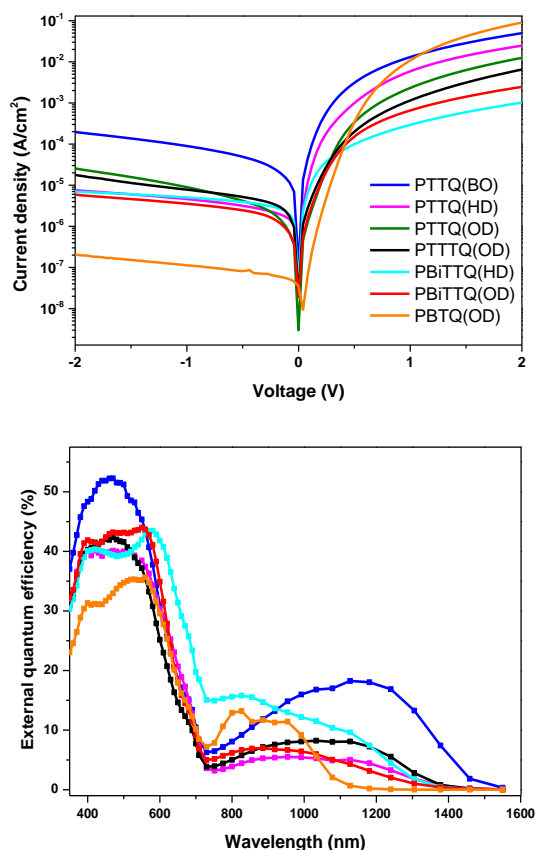 10⁻¹
10⁻²
10⁻³
10⁻⁴
10⁻⁵
10⁻⁶
10⁻⁷
10⁻⁸
Current density (A/cm²)
PTTQ(BO)
PTTQ(HD)
PTTQ(OD)
PTTTQ(OD)
PBiTTQ(HD)
PBiTTQ(OD)
PBTQ(OD)
-2 -1 0 1 2
Voltage (V)
50
40
30
20
10
0
External quantum efficiency (%)
400 600 800 1000 1200 1400 1600
Wavelength (nm)